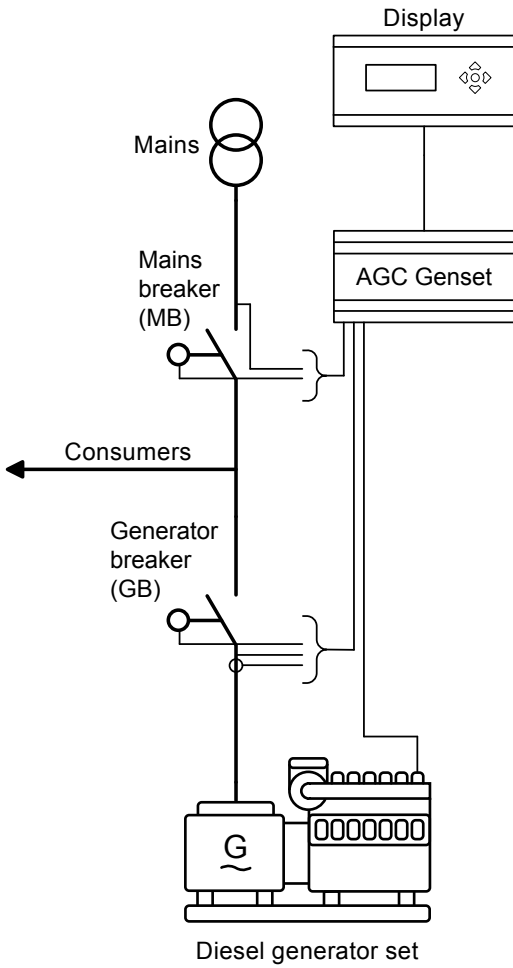 Display
Mains
AGC Genset
Mains
breaker
(MB)
Consumers
Generator
breaker
(GB)
G
Diesel generator set